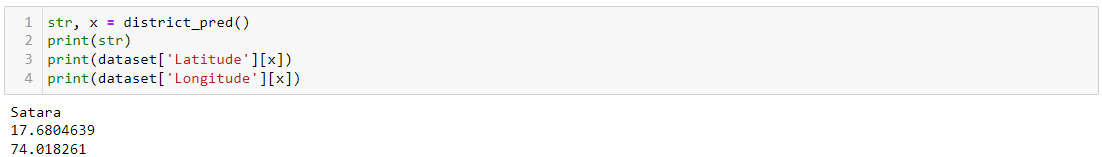 1 str, x = district_pred()
2 print(str)
3 print(dataset['Latitude'][x])
4 print(dataset['Longitude'][x])
Satara
17.6804639
74.018261